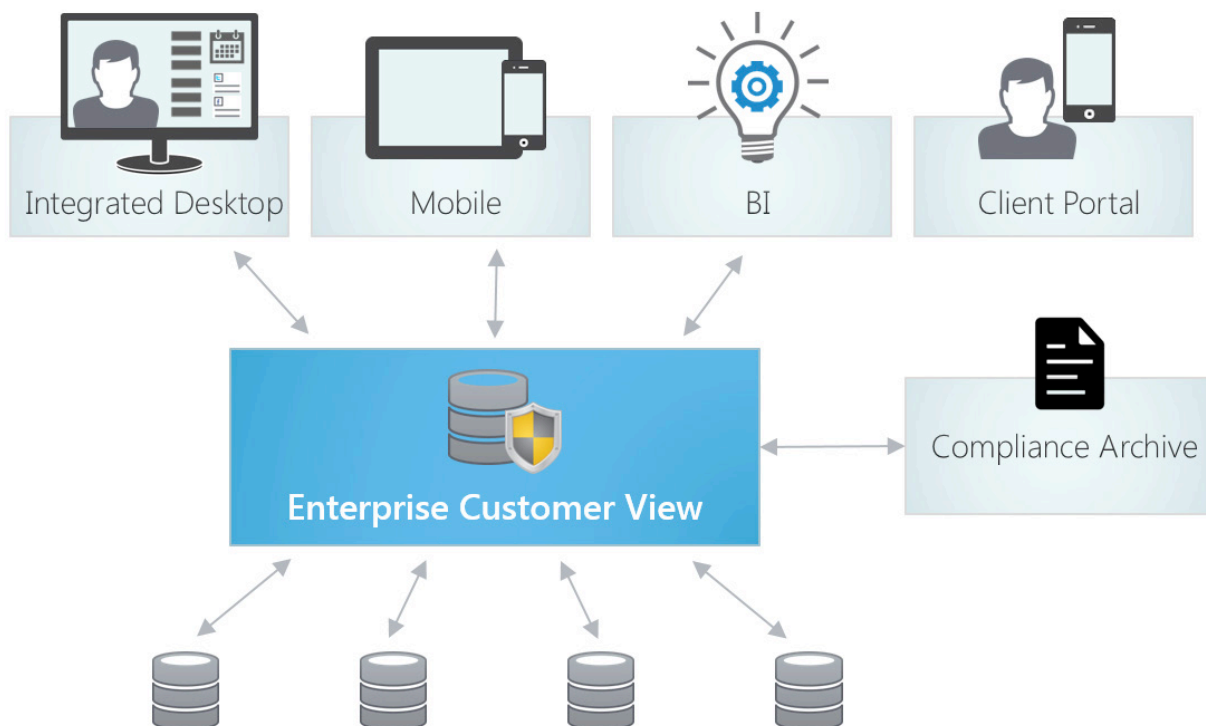 Integrated Desktop
Mobile
BI
Client Portal
Compliance Archive
Enterprise Customer View